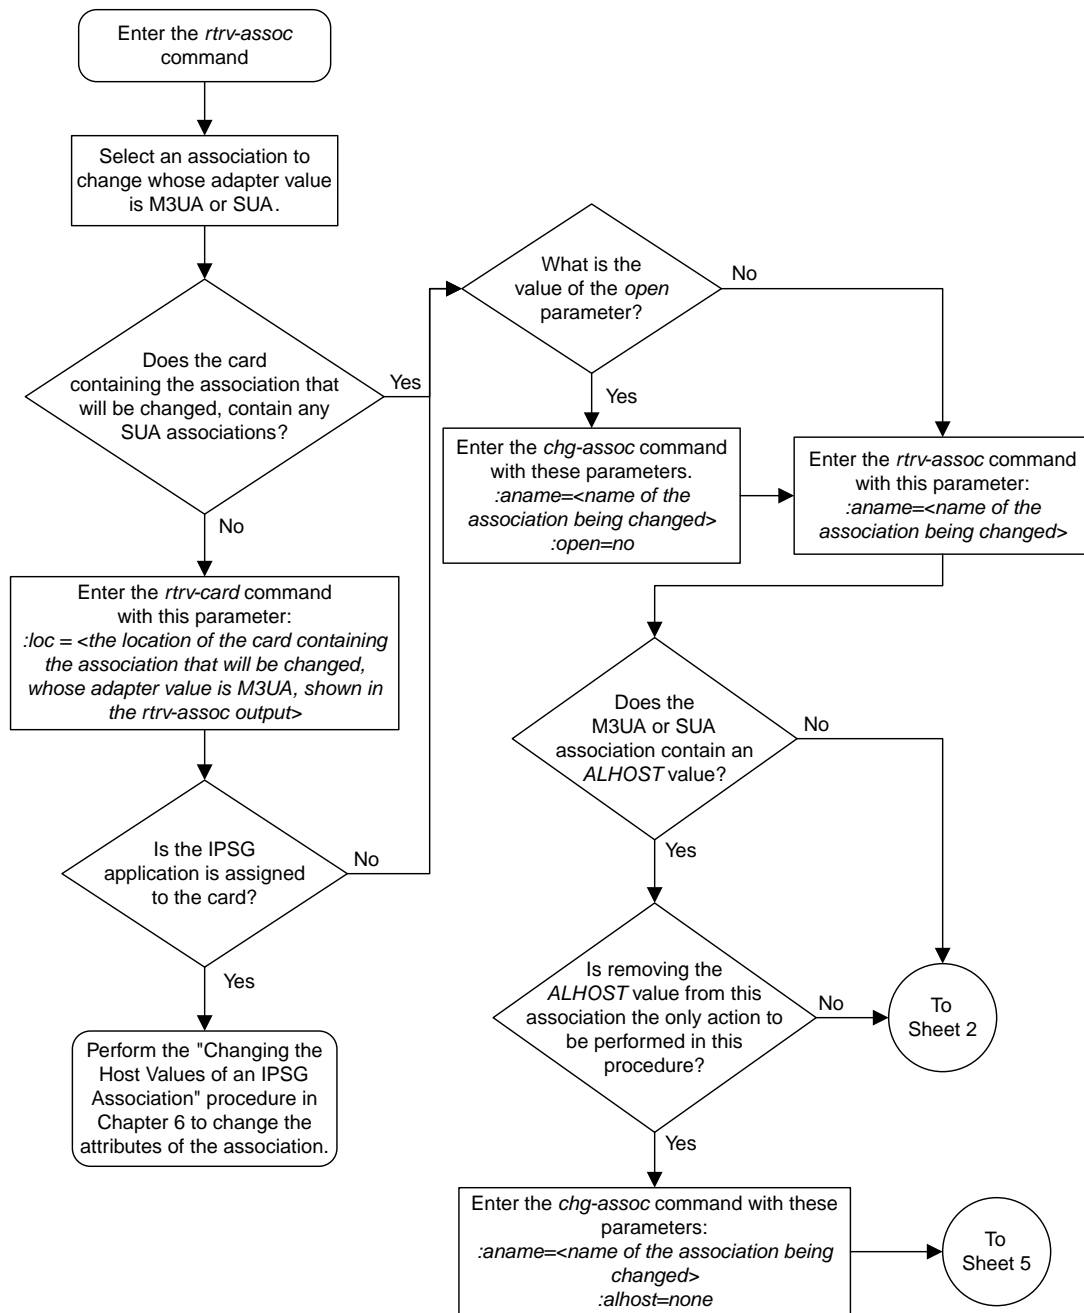 Enter the rtrv-assoc
command
Select an association to
change whose adapter value
is M3UA or SUA.
Does the card
containing the association that
will be changed, contain any
SUA associations?
Yes
No
Enter the rtrv-card command
with this parameter:
:loc = <the location of the card containing
the association that will be changed,
whose adapter value is M3UA, shown in
the rtrv-assoc output>
Is the IPSG
application is assigned
to the card?
No
Yes
Perform the "Changing the
Host Values of an IPSG
Association" procedure in
Chapter 6 to change the
attributes of the association.
What is the
value of the open
parameter?
No
Yes
Enter the chg-assoc command
with these parameters.
:aname=<name of the
association being changed>
:open=no
Enter the rtrv-assoc command
with this parameter:
:aname=<name of the
association being changed>
Does the
M3UA or SUA
association contain an
ALHOST value?
No
Yes
Is removing the
ALHOST value from this
association the only action to
be performed in this
procedure?
No
To
Sheet 2
Yes
Enter the chg-assoc command with these
parameters:
:aname=<name of the association being
changed>
:alhost=none
To
Sheet 5